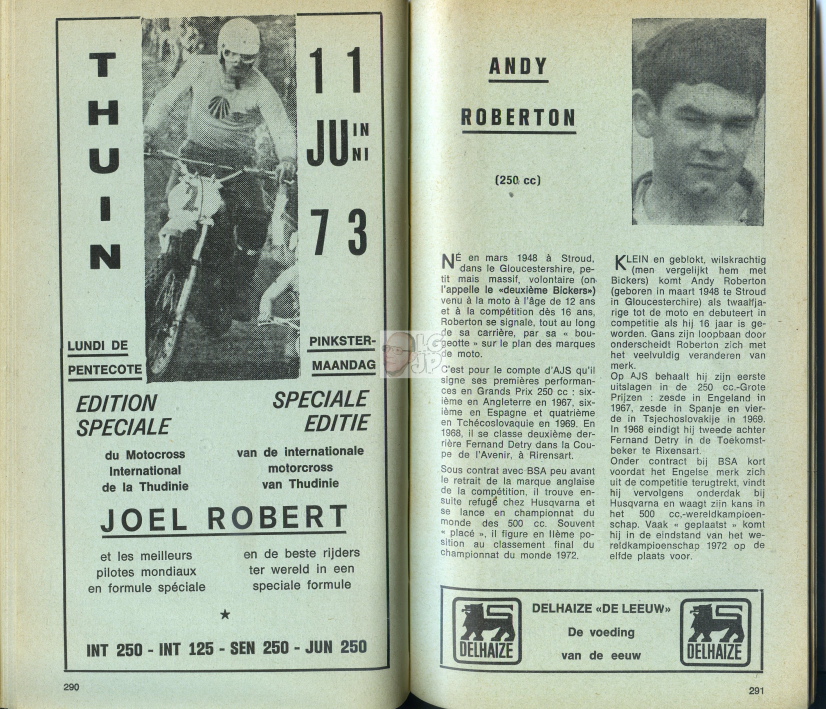 THUIN
11
JUIN
JUNI
73
LUNDI DE
PENTECOTE
PINKSTER-
MAANDAG
EDITION
SPECIALE
SPECIALE
EDITIE
du Motocross
International
de la Thudinie
van de internationale
motorcross
van Thudinie
JOEL ROBERT
et les meilleurs
pilotes mondiaux
en formule spéciale
en de beste rijders
ter wereld in een
speciale formule
INT 250 - INT 125 - SEN 250 - JUN 250
290
LG
JP
ANDY
ROBERTON
(250 cc)
NÉ en mars 1948 à Stroud,
dans le Gloucestershire, pe-
tit mais massif, volontaire (on
l'appelle le «deuxième Bickers»)
venu à la moto à l'âge de 12 ans
et à la compétition dès 16 ans,
Roberton se signale, tout au long
de sa carrière, par sa « bou-
geotte » sur le plan des marques
de moto.
C'est pour le compte d'AJS qu'il
signe ses premières performan-
ces en Grands Prix 250 cc : six-
ième en Angleterre en 1967, six-
ième en Espagne et quatrième
en Tchécoslovaquie en 1969. En
1968, il se classe deuxième der-
rière Fernand Detry dans la Cou-
pe de l'Avenir, à Rirensart.
Sous contrat avec BSA peu avant
le retrait de la marque anglaise
de la compétition, il trouve en-
suite refuge chez Husqvarna et
se lance en championnat du
monde des 500 cc. Souvent
« placé », il figure en IIème po-
sition au classement final du
championnat du monde 1972.
KLEIN en geblokt, wilskrachtig
(men vergelijkt hem met
Bickers) komt Andy Roberton
(geboren in maart 1948 te Stroud
in Gloucesterchire) als twaalfja-
rige tot de moto en debuteert in
competitie als hij 16 jaar is ge-
worden. Gans zijn loopbaan door
onderscheidt Roberton zich met
het veelvuldig veranderen van
merk.
Op AJS behaalt hij zijn eerste
uitslagen in de 250 cc.-Grote
Prijzen : zesde in Engeland in
1967, zesde in Spanje en vier-
de in Tsjechoslovakije in 1969.
In 1968 eindigt hij tweede achter
Fernand Detry in de Toekomst-
beker te Rixensart.
Onder contract bij BSA kort
voordat het Engelse merk zich
uit de competitie terugtrekt, vindt
hij vervolgens onderdak bij
Husqvarna en waagt zijn kans in
het 500 cc.-wereldkampioen-
schap. Vaak « geplaatst » komt
hij in de eindstand van het we-
reldkampioenschap 1972 op de
elfde plaats voor.
DELHAIZE
DELHAIZE «DE LEEUW»
De voeding
van de eeuw
DELHAIZE
291